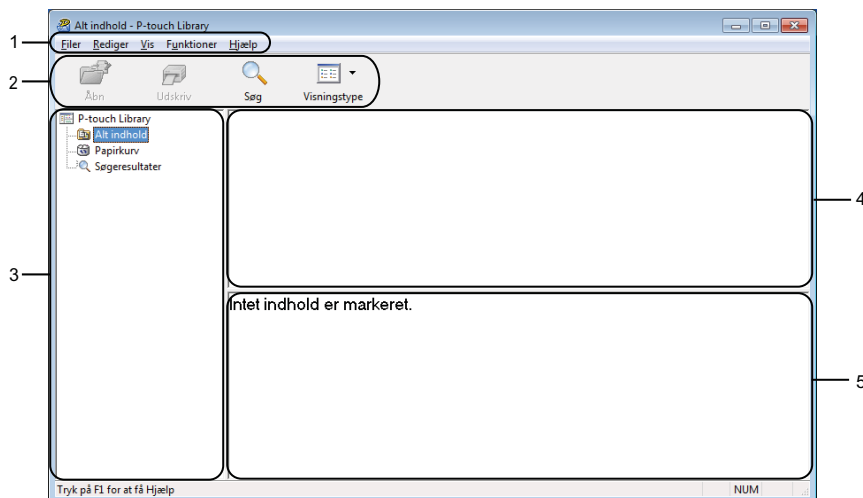 Alt indhold - P-touch Library
1
Filer Rediger Vis Funktioner Hjælp
2
Åbn Udskriv Søg Visningstype
P-touch Library
Alt indhold
Papirkurv
Søgeresultater
4
3
Intet indhold er markeret.
5
Tryk på F1 for at få Hjælp NUM